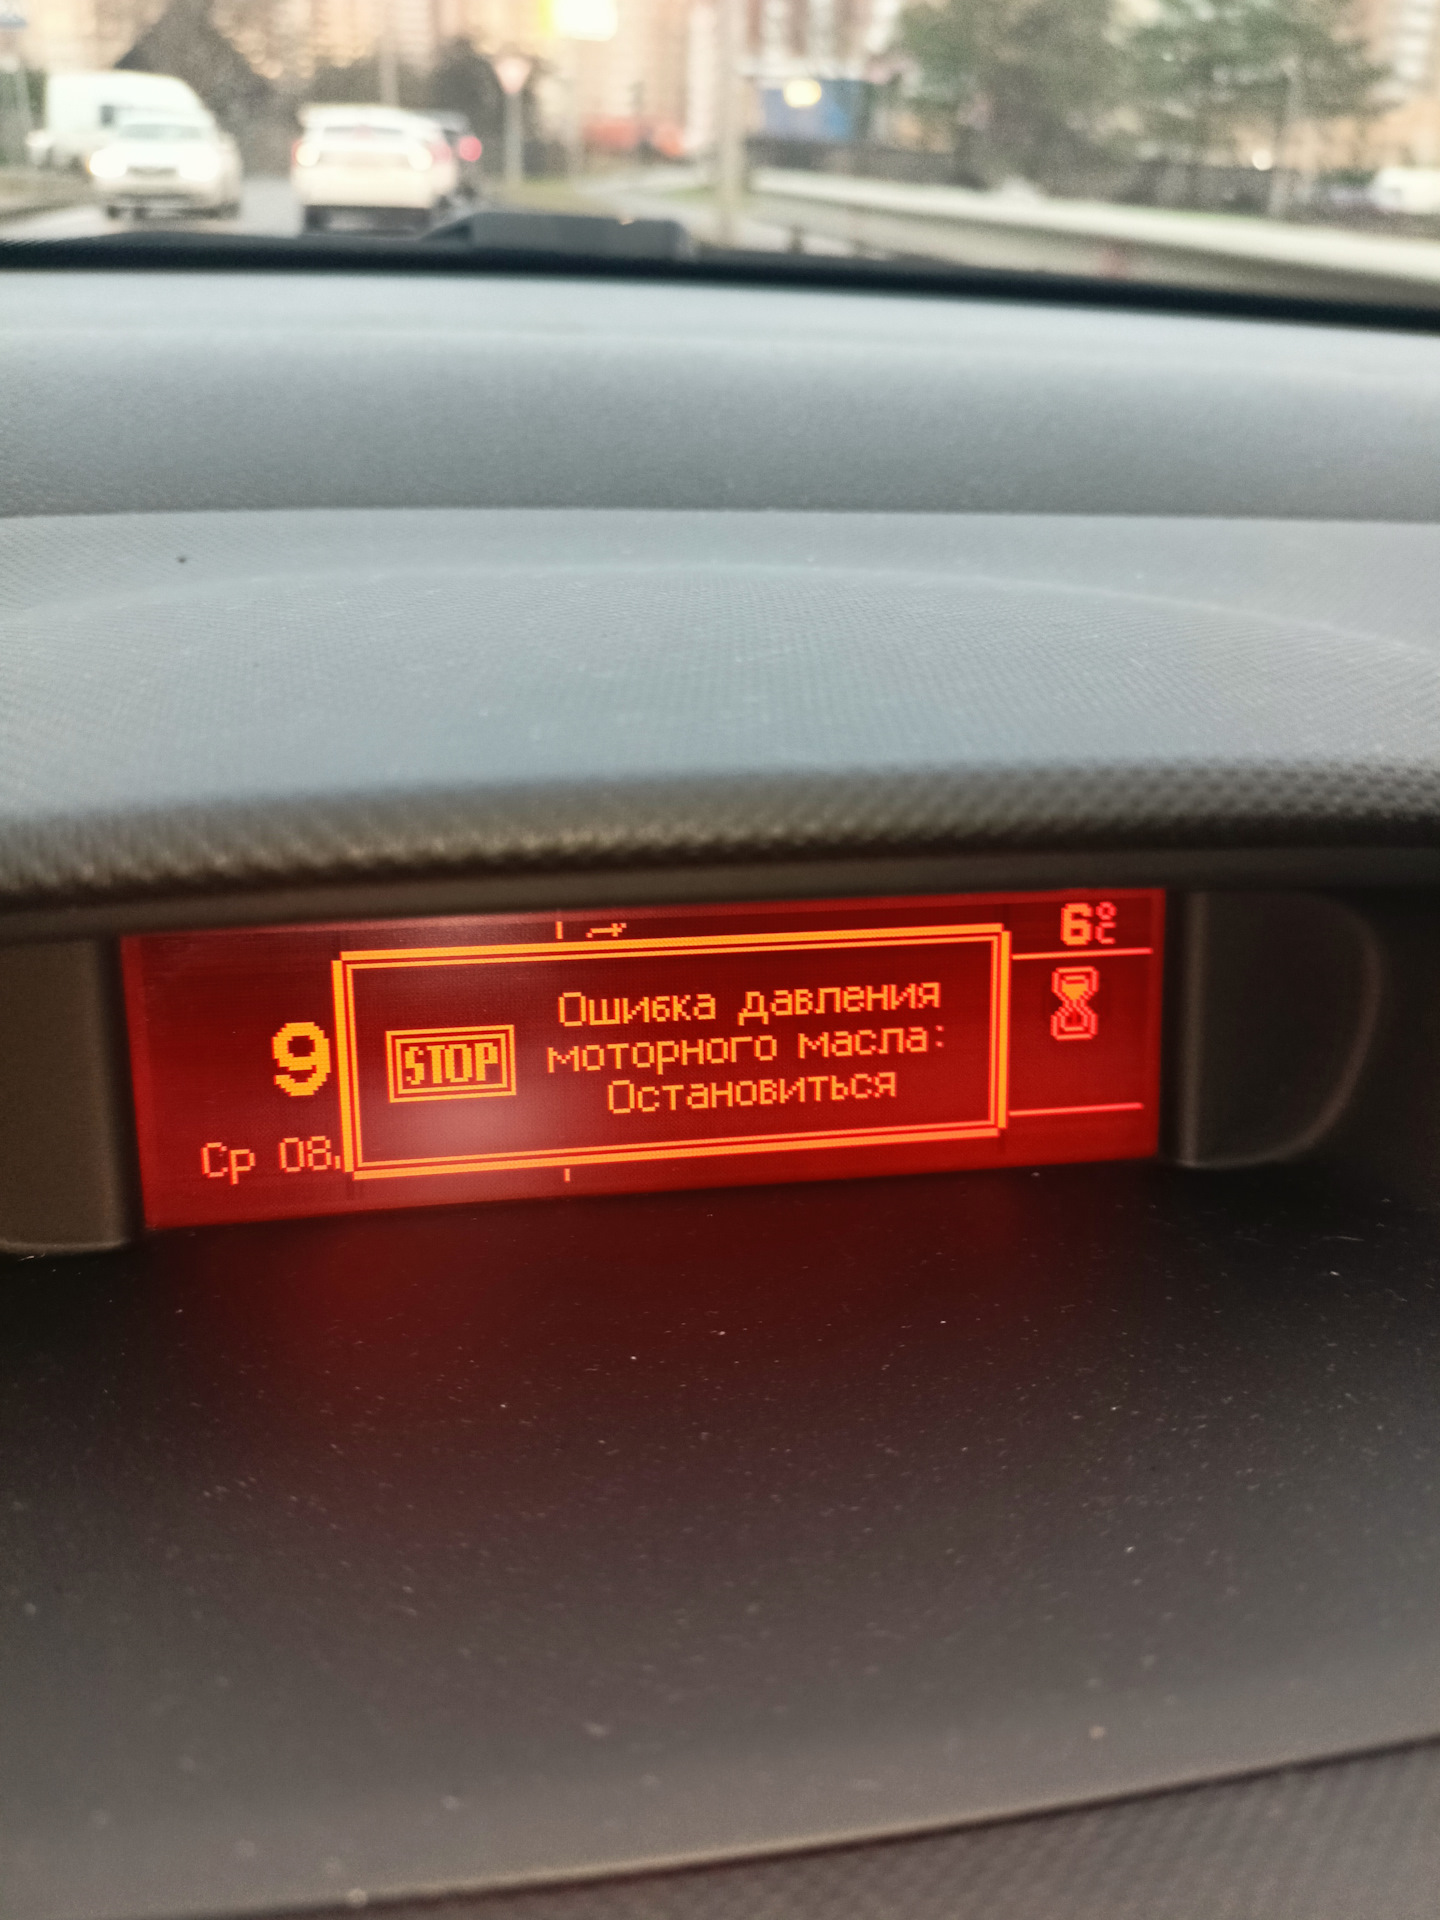 6°C
STOP
Ошибка давления
моторного масла:
Остановиться
9
Ср 08